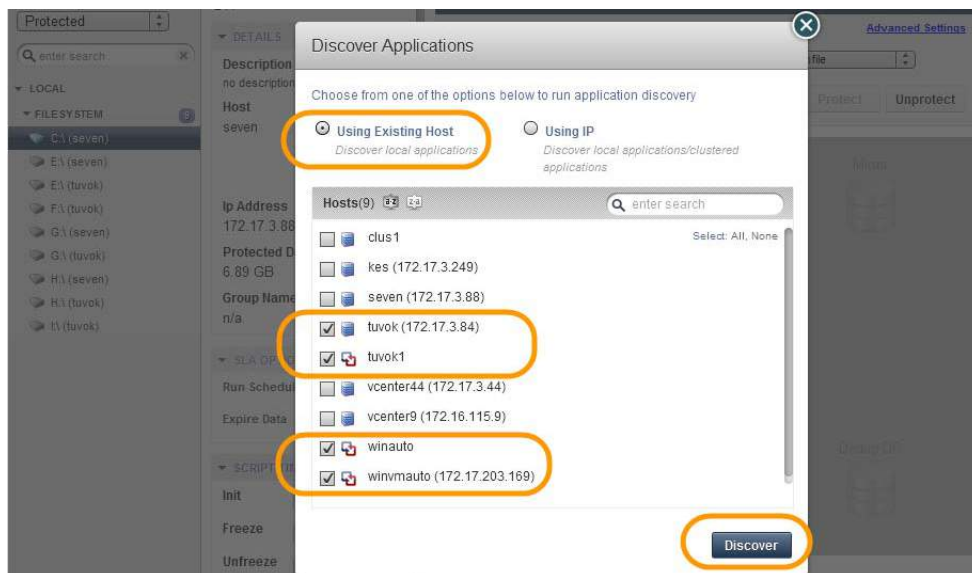 Protected
enter search
LOCAL
FILESYSTEM 9
C:\ (seven)
E:\ (seven)
E:\ (tuvok)
F:\ (tuvok)
G:\ (seven)
G:\ (tuvok)
H:\ (seven)
H:\ (tuvok)
I:\ (tuvok)
DETAILS
Description
no description
Host
seven
Ip Address
172.17.3.88
Protected D
6.89 GB
Group Name
n/a
SLA OP
Run Schedul
Expire Data
SCRIPT TIM
Init
Freeze
Unfreeze
Discover Applications
Choose from one of the options below to run application discovery
Using Existing Host
Discover local applications
Using IP
Discover local applications/clustered
applications
Hosts(9) a-z z-a
enter search
Select: All, None
clus1
kes (172.17.3.249)
seven (172.17.3.88)
tuvok (172.17.3.84)
tuvok1
vcenter44 (172.17.3.44)
vcenter9 (172.16.115.9)
winauto
winvmauto (172.17.203.169)
Discover
Advanced Settings
file
Protect
Unprotect